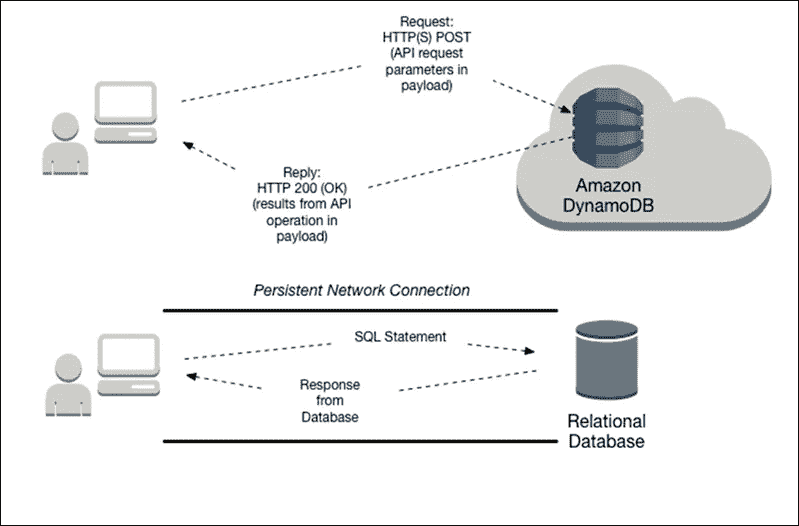 Request:
HTTP(S) POST
(API request
parameters in
payload)
Reply:
HTTP 200 (OK)
(results from API
operation in
payload)
Amazon
DynamoDB
Persistent Network Connection
SQL Statement
Response
from
Database
Relational
Database